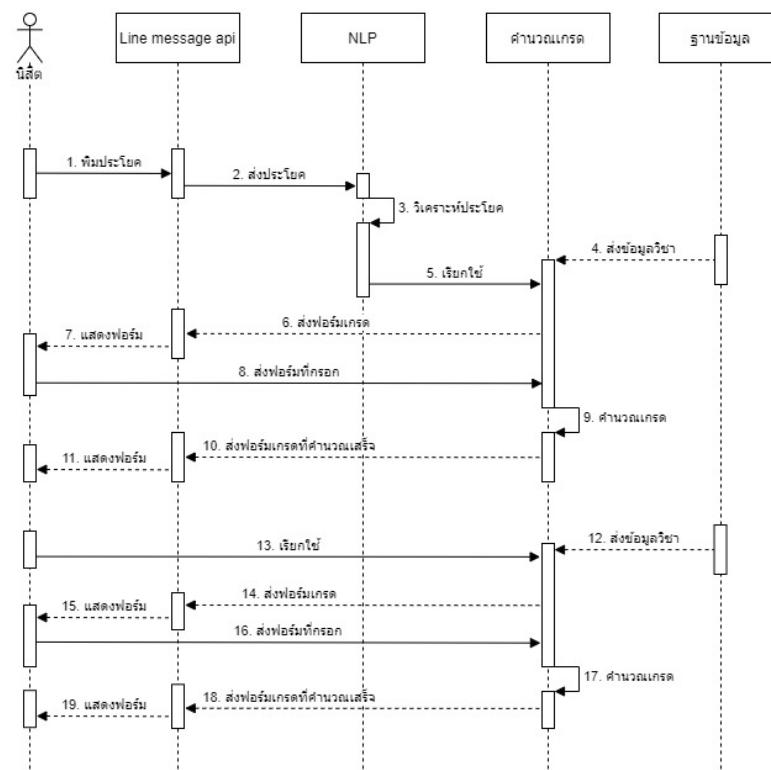 นิสิต
Line message api
NLP
คำนวณเกรด
ฐานข้อมูล
1. พิมประโยค
2. ส่งประโยค
3. วิเคราะห์ประโยค
4. ส่งข้อมูลวิชา
5. เรียกใช้
6. ส่งฟอร์มเกรด
7. แสดงฟอร์ม
8. ส่งฟอร์มที่กรอก
9. คำนวณเกรด
10. ส่งฟอร์มเกรดที่คำนวณเสร็จ
11. แสดงฟอร์ม
12. ส่งข้อมูลวิชา
13. เรียกใช้
14. ส่งฟอร์มเกรด
15. แสดงฟอร์ม
16. ส่งฟอร์มที่กรอก
17. คำนวณเกรด
18. ส่งฟอร์มเกรดที่คำนวณเสร็จ
19. แสดงฟอร์ม